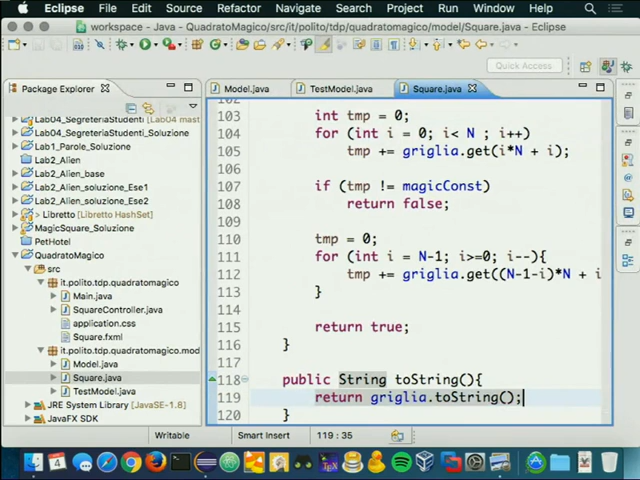 Eclipse File Edit Source Refactor Navigate Search Project Run Window Help
workspace - Java - QuadratoMagico/src/it/polito/tdp/quadratomagico/model/Square.java - Eclipse
Quick Access
Package Explorer
Model.java TestModel.java Square.java
Lab04_SegreteriaStudenti [Lab04 mast
Lab04_SegreteriaStudenti_Soluzione
Lab1_Parole_Soluzione
Lab2_Alien
Lab2_Alien_base
Lab2_Alien_soluzione_Ese1
Lab2_Alien_soluzione_Ese2
> Libretto [Libretto HashSet]
MagicSquare_Soluzione
PetHotel
QuadratoMagico
src
it.polito.tdp.quadratomagico
Main.java
SquareController.java
application.css
Square.fxml
it.polito.tdp.quadratomagico.mod
Model.java
Square.java
TestModel.java
JRE System Library [JavaSE-1.8]
Referenced Libraries
102
103 int tmp = 0;
104 for (int i = 0; i< N ; i++)
105 tmp += griglia.get(i*N + i);
106
107 if (tmp != magicConst)
108 return false;
109
110 tmp = 0;
111 for (int i = N-1; i>=0; i--){
112 tmp += griglia.get((N-1-i)*N + i
113 }
114
115 return true;
116 }
117
118 public String toString(){
119 return griglia.toString();
120 }
Writable Smart Insert 119 : 35